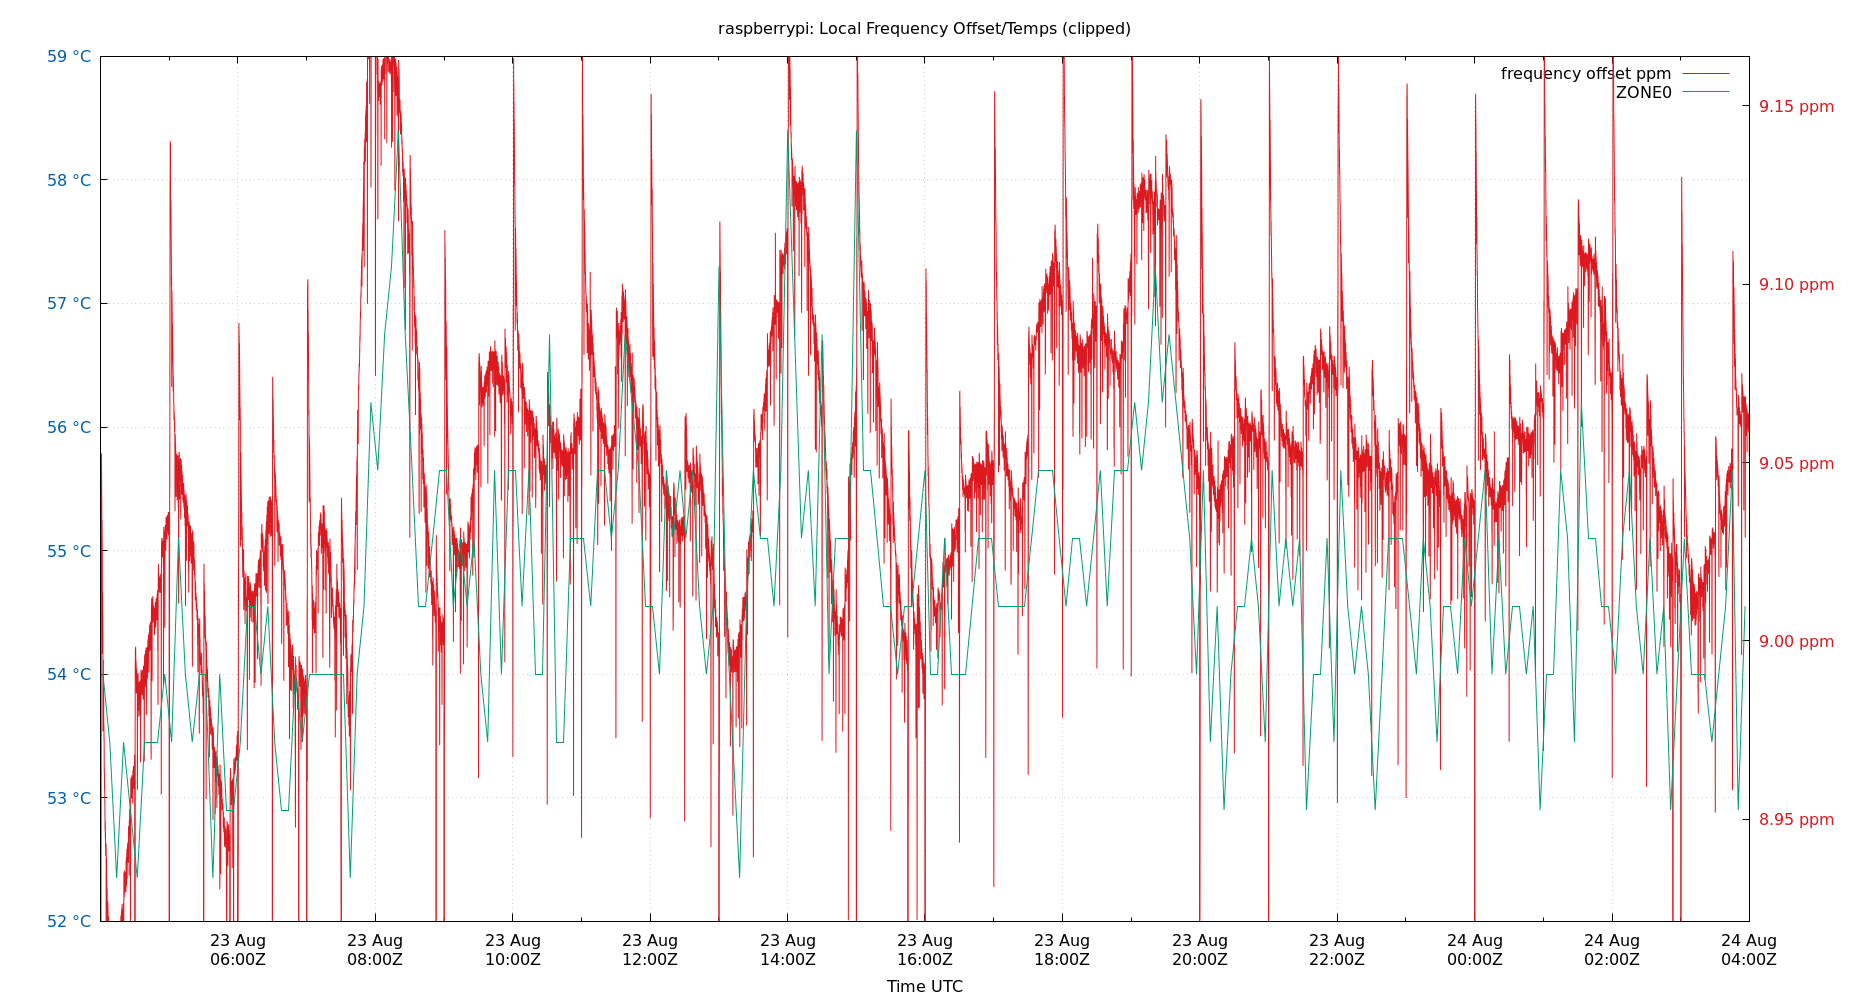 raspberrypi: Local Frequency Offset/Temps (clipped)
59 °C
58 °C
57 °C
56 °C
55 °C
54 °C
53 °C
52 °C
frequency offset ppm
ZONE0
9.15 ppm
9.10 ppm
9.05 ppm
9.00 ppm
8.95 ppm
23 Aug
06:00Z
23 Aug
08:00Z
23 Aug
10:00Z
23 Aug
12:00Z
23 Aug
14:00Z
23 Aug
16:00Z
23 Aug
18:00Z
23 Aug
20:00Z
23 Aug
22:00Z
24 Aug
00:00Z
24 Aug
02:00Z
24 Aug
04:00Z
Time UTC